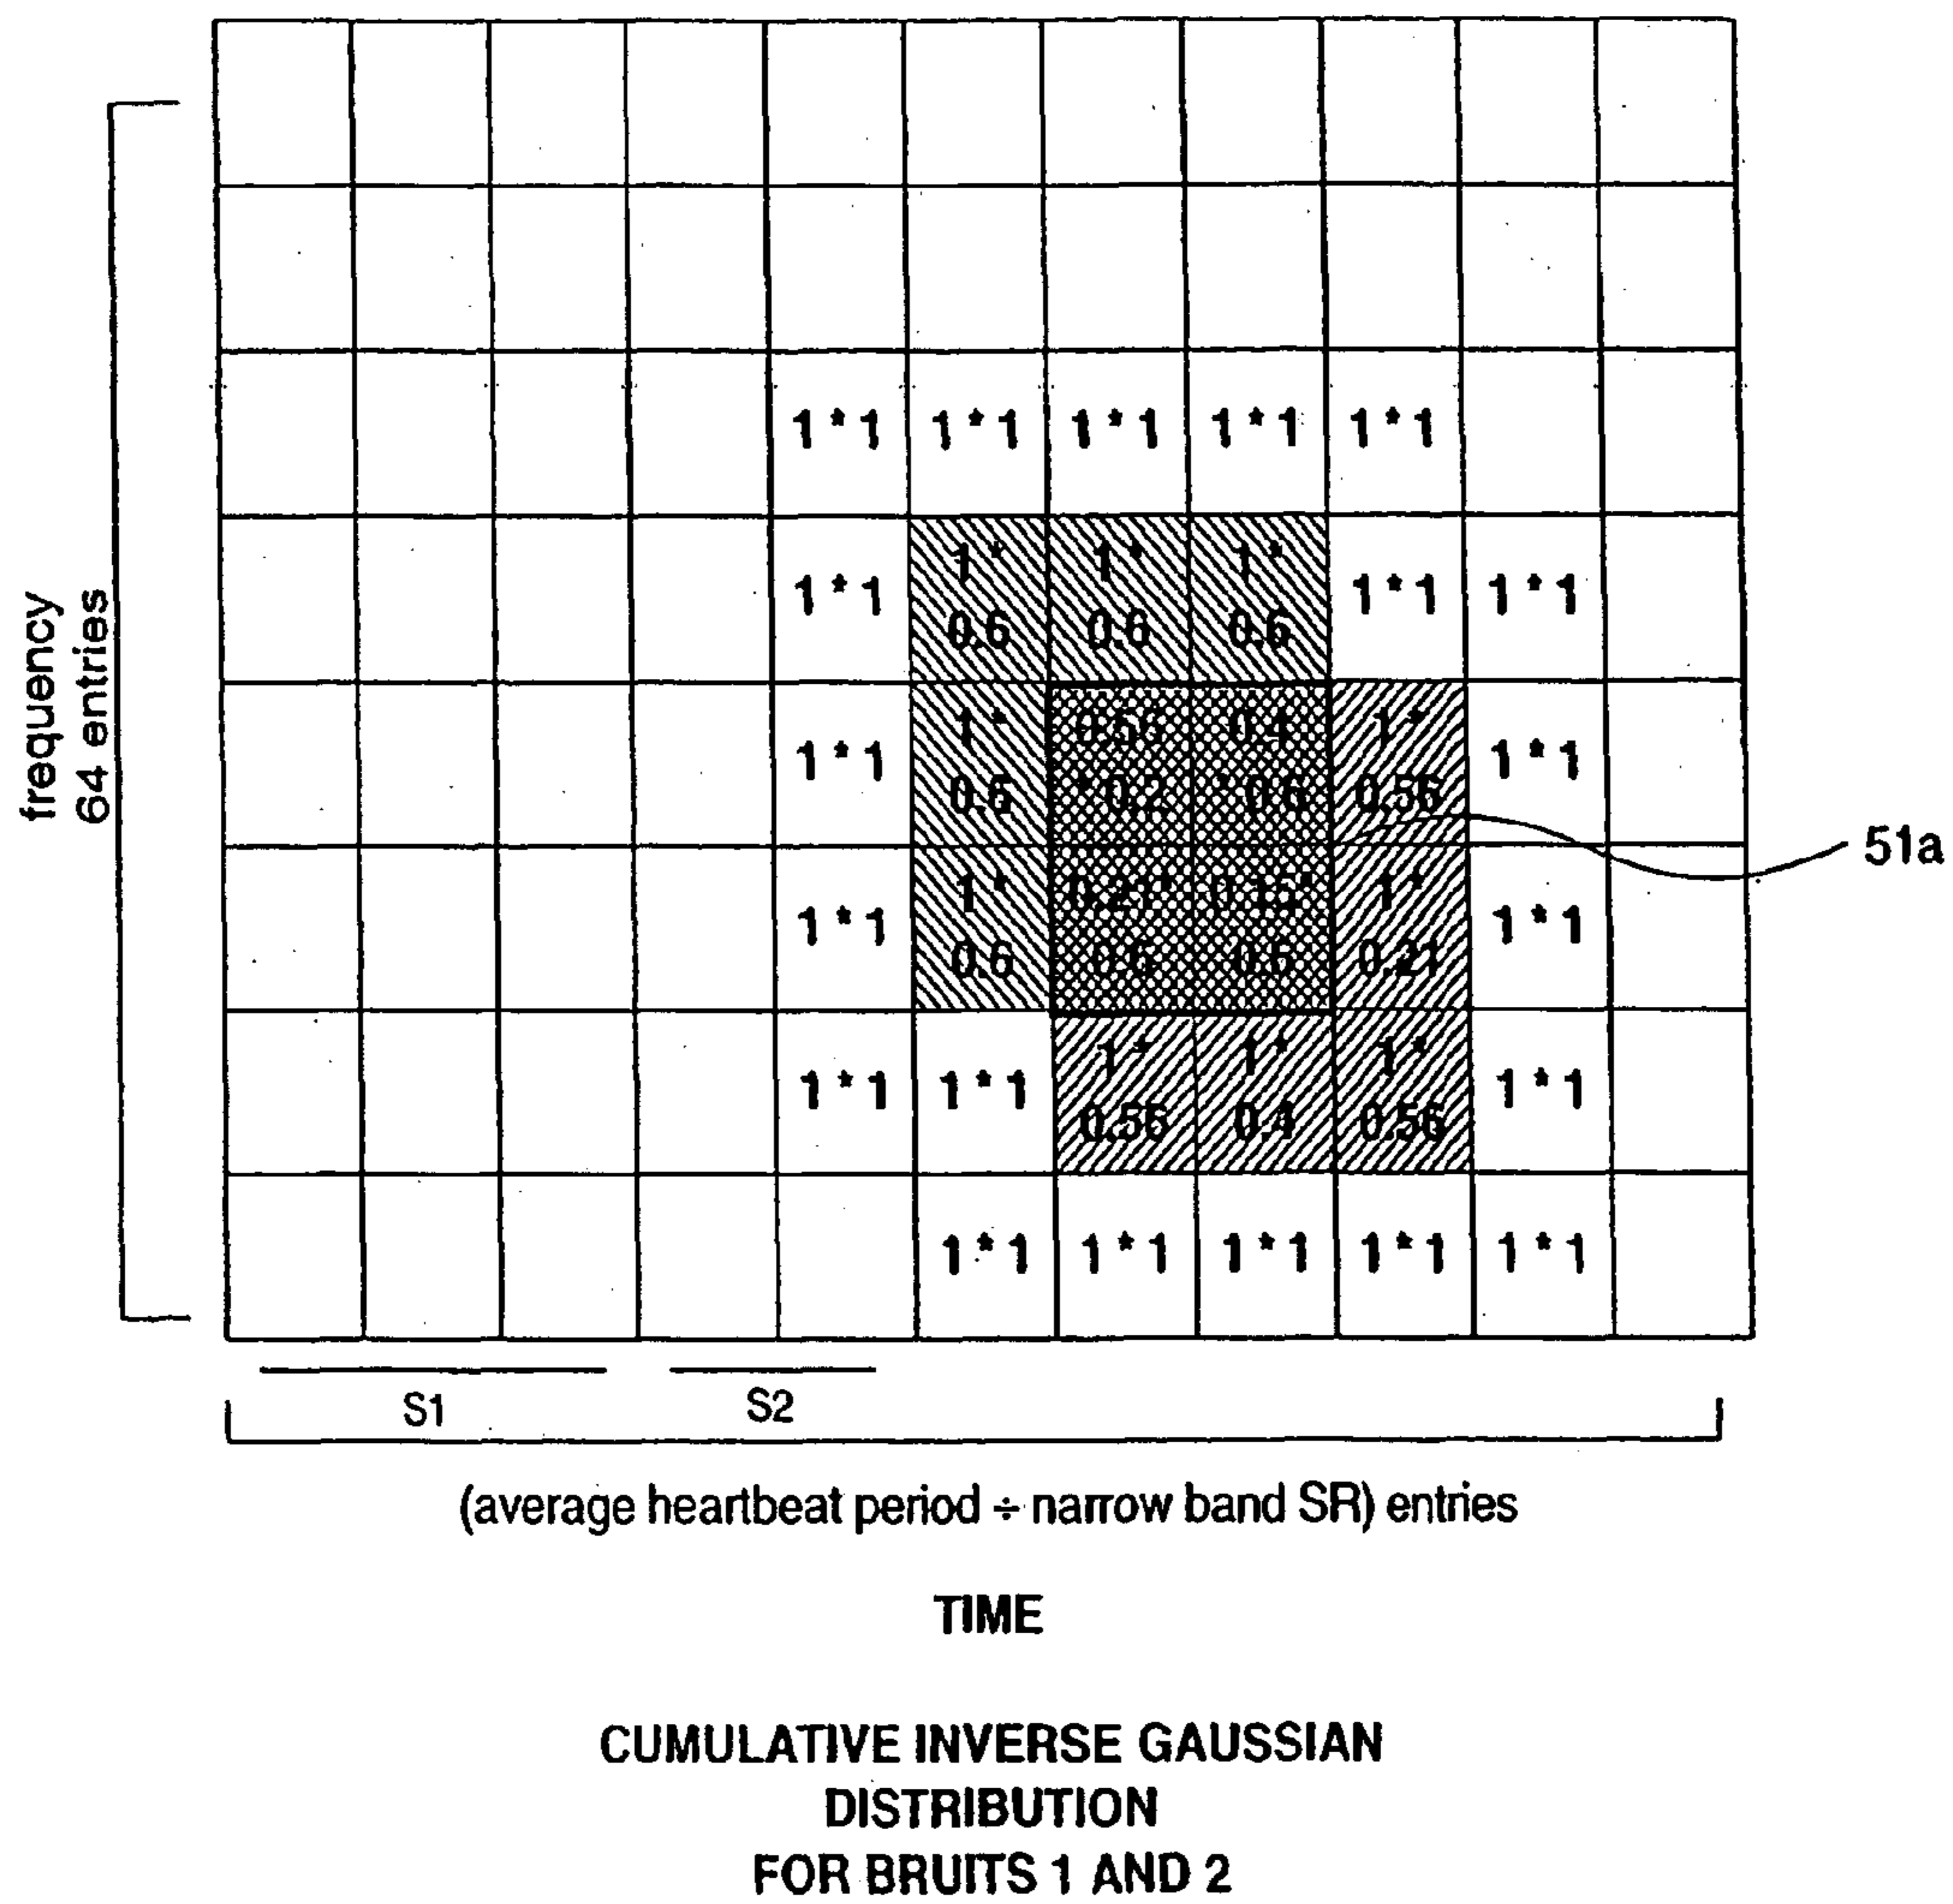 1*1 1*1 1*1 1*1 1*1
1*1 1* 1* 1* 1*1 1*1
0.6 0.6 0.6
1*1 1* 0.56 0.4 1* 1*1
0.6 *0.2 *0.6 0.56
1*1 1* 0.21* 0.15* 1* 1*1
0.6 0.6 0.6 0.21
1*1 1*1 1* 1* 1* 1*1
0.56 0.4 0.56
1*1 1*1 1*1 1*1 1*1
frequency
64 entries
51a
S1 S2
(average heartbeat period ÷ narrow band SR) entries
TIME
CUMULATIVE INVERSE GAUSSIAN
DISTRIBUTION
FOR BRUITS 1 AND 2